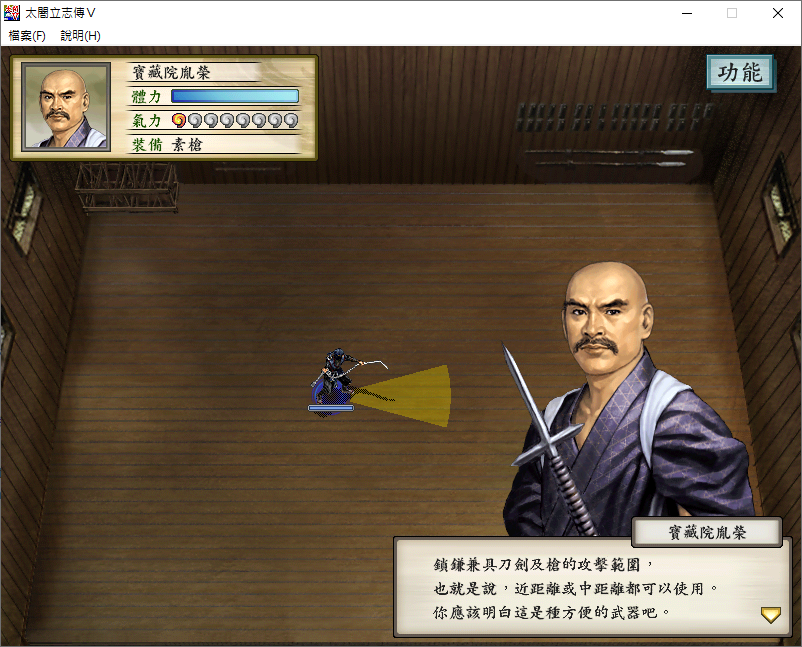 太閤立志傳Ⅴ
檔案(F) 說明(H)
寶藏院胤榮
體力
氣力
裝備 素槍
功能
寶藏院胤榮
鎖鎌兼具刀劍及槍的攻擊範圍，
也就是說，近距離或中距離都可以使用。
你應該明白這是種方便的武器吧。